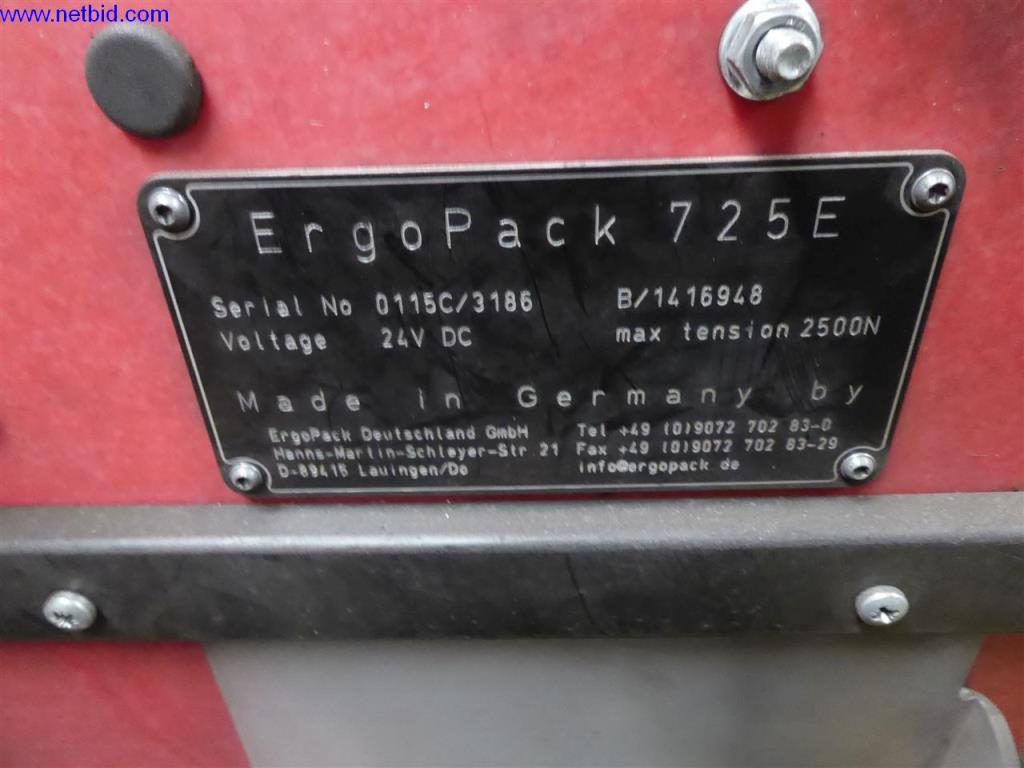 www.netbid.com
ErgoPack 725E
Serial No 0115C/3186 B/1416948
Voltage 24V DC max tension 2500N
Made in Germany by
ErgoPack Deutschland GmbH Tel +49 (0)9072 702 83-0
Hanns-Martin-Schleyer-Str 21 Fax +49 (0)9072 702 83-29
D-89415 Lauingen/Do info@ergopack.de